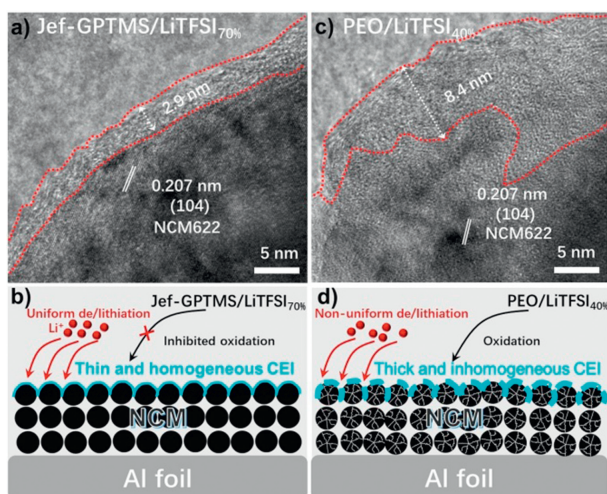 a) Jef-GPTMS/LiTFSI70%
2.9 nm
0.207 nm
(104)
NCM622
5 nm
c) PEO/LiTFSI40%
8.4 nm
0.207 nm
(104)
NCM622
5 nm
b) Jef-GPTMS/LiTFSI70%
Uniform de/lithiation
Li+
Inhibited oxidation
Thin and homogeneous CEI
NCM
Al foil
d) PEO/LiTFSI40%
Non-uniform de/lithiation
Oxidation
Thick and inhomogeneous CEI
NCM
Al foil